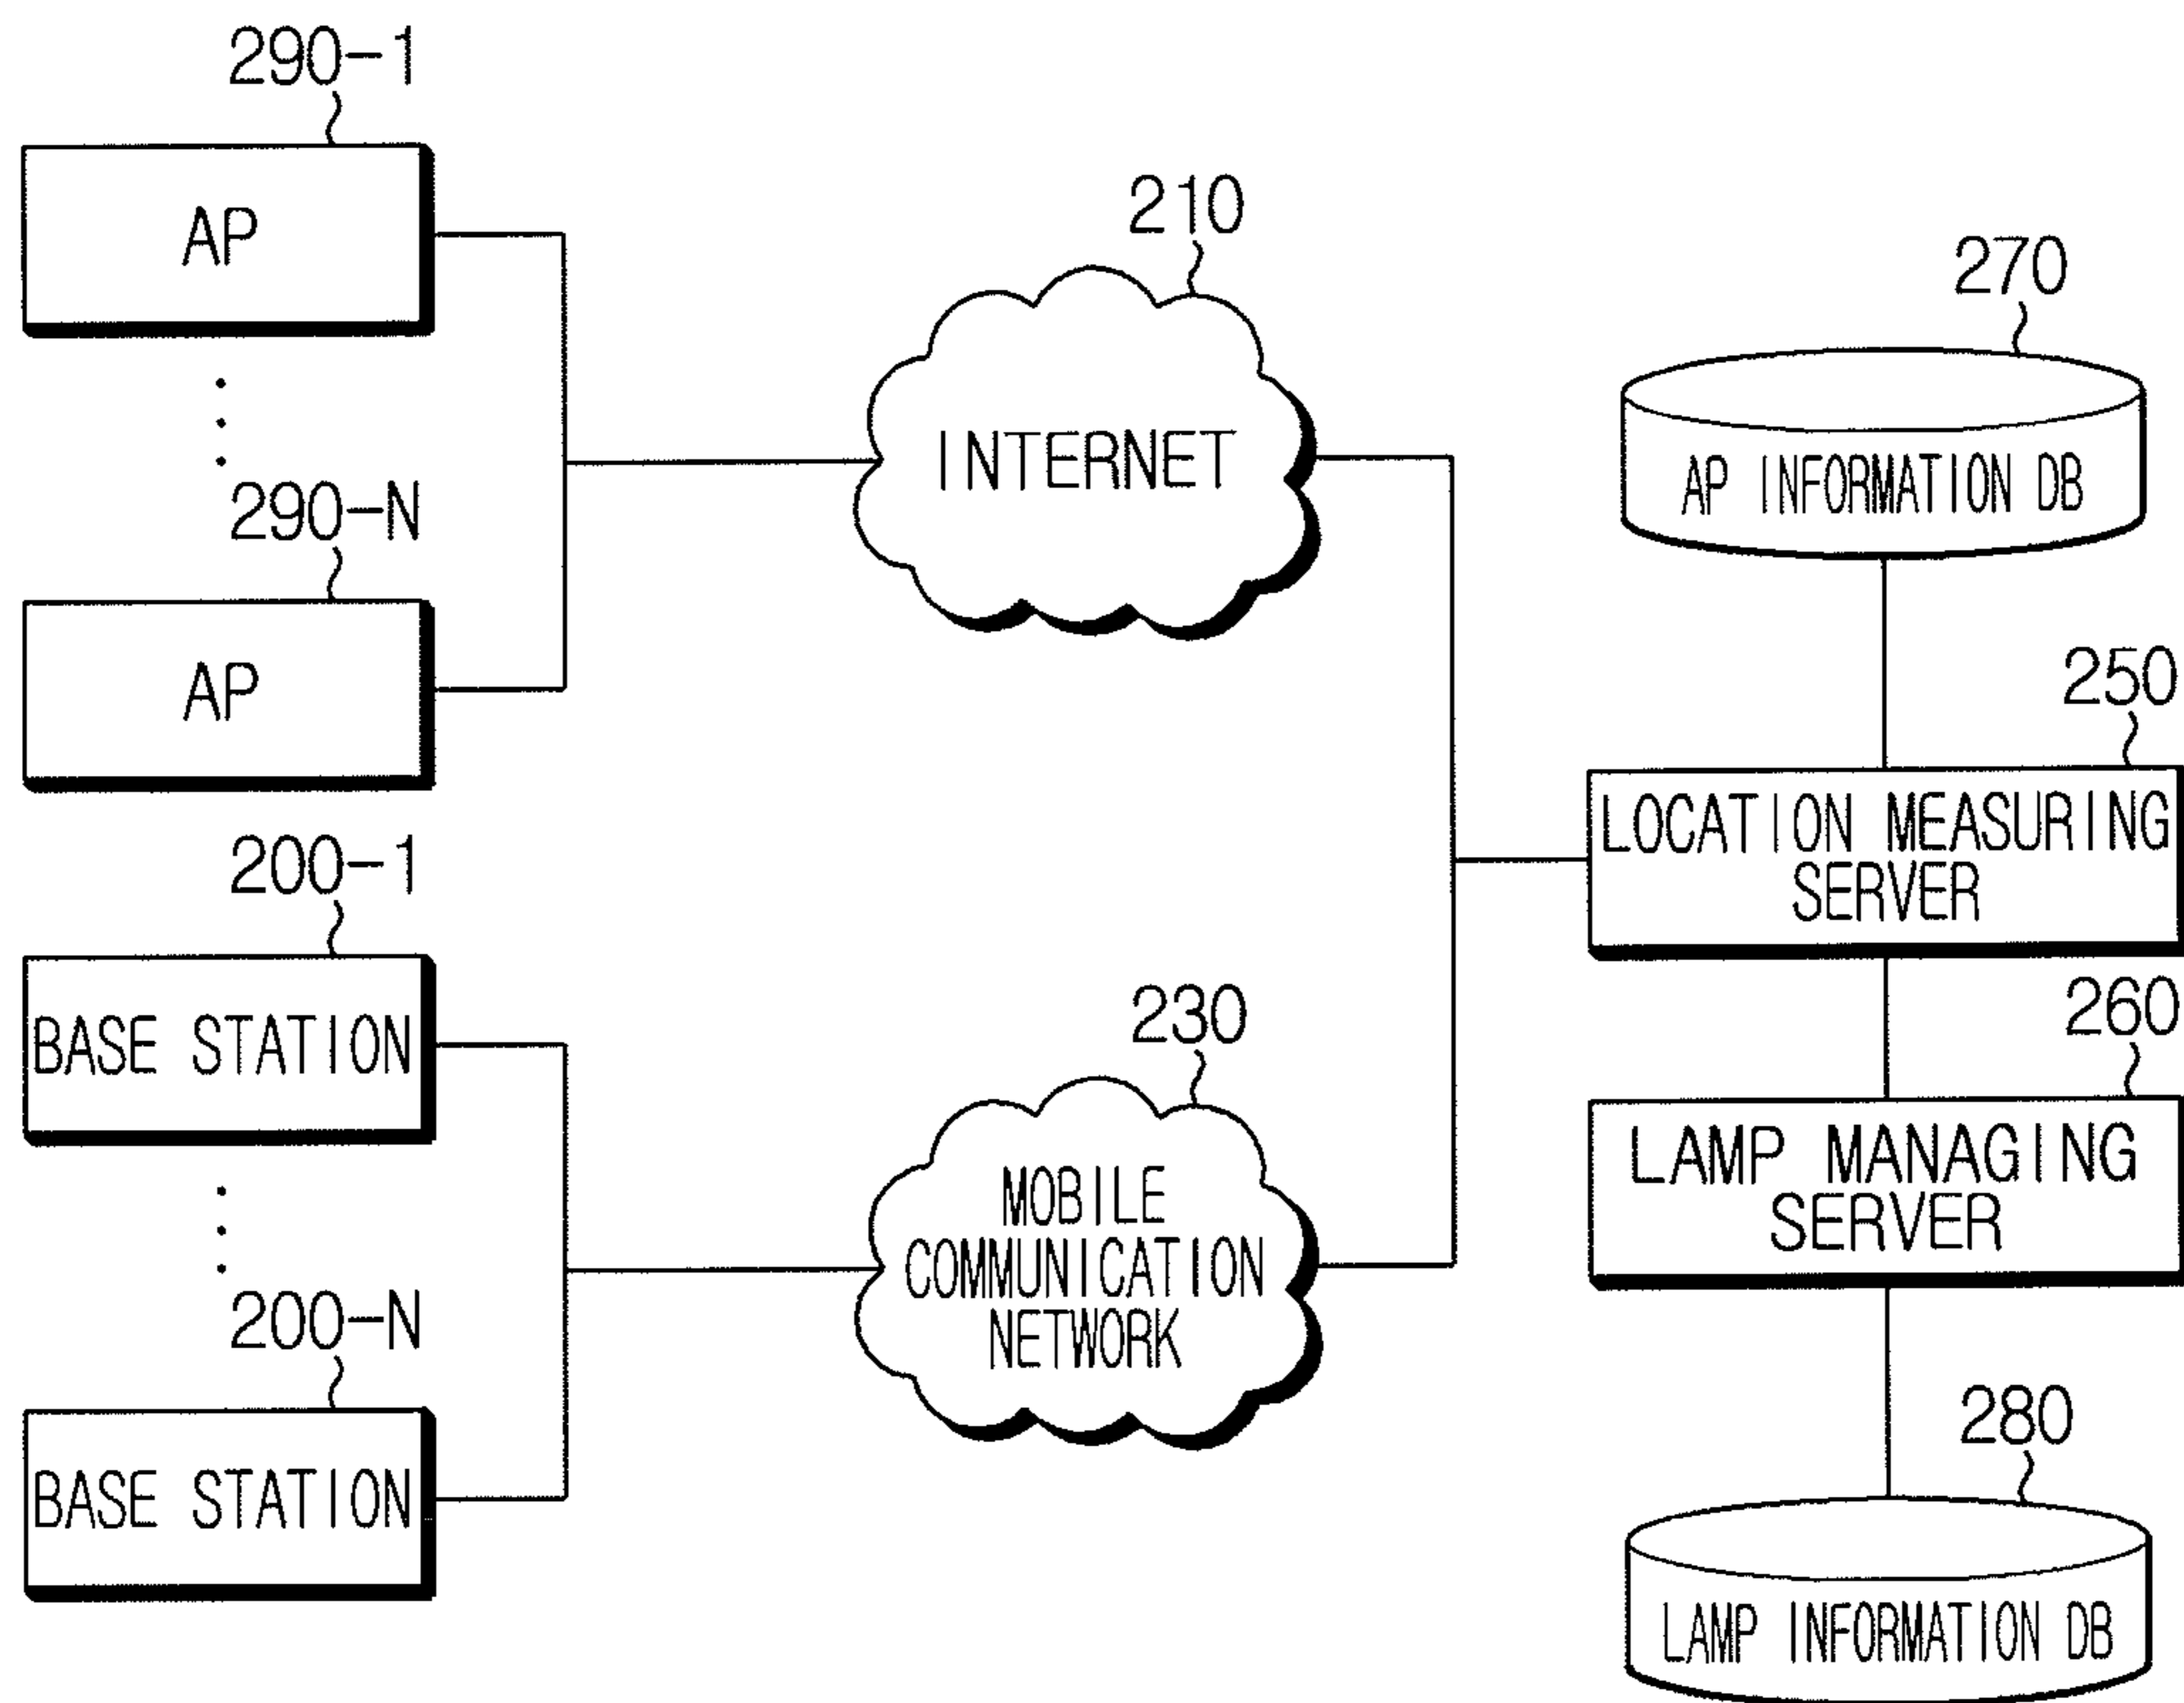 290-1
AP
290-N
AP
200-1
BASE STATION
200-N
BASE STATION
210
INTERNET
230
MOBILE
COMMUNICATION
NETWORK
270
AP INFORMATION DB
250
LOCATION MEASURING
SERVER
260
LAMP MANAGING
SERVER
280
LAMP INFORMATION DB